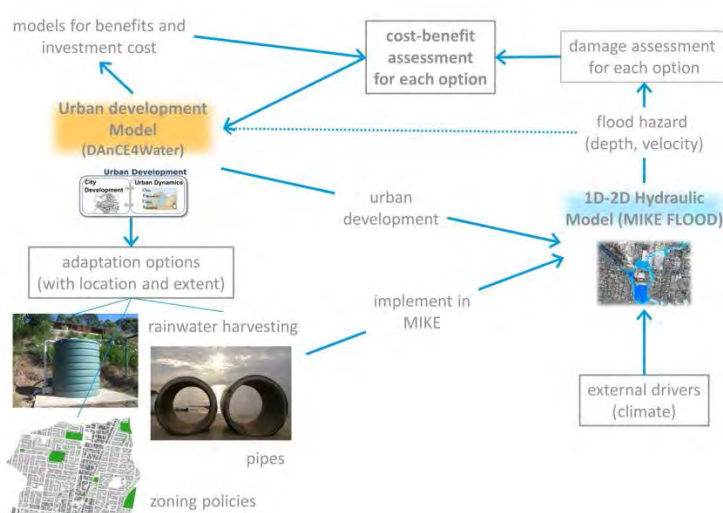 models for benefits and
investment cost
cost-benefit
assessment
for each option
damage assessment
for each option
Urban development
Model
(DAnCE4Water)
flood hazard
(depth, velocity)
Urban Development
City
Development
Urban Dynamics
urban
development
1D-2D Hydraulic
Model (MIKE FLOOD)
adaptation options
(with location and extent)
rainwater harvesting
implement in
MIKE
external drivers
(climate)
pipes
zoning policies